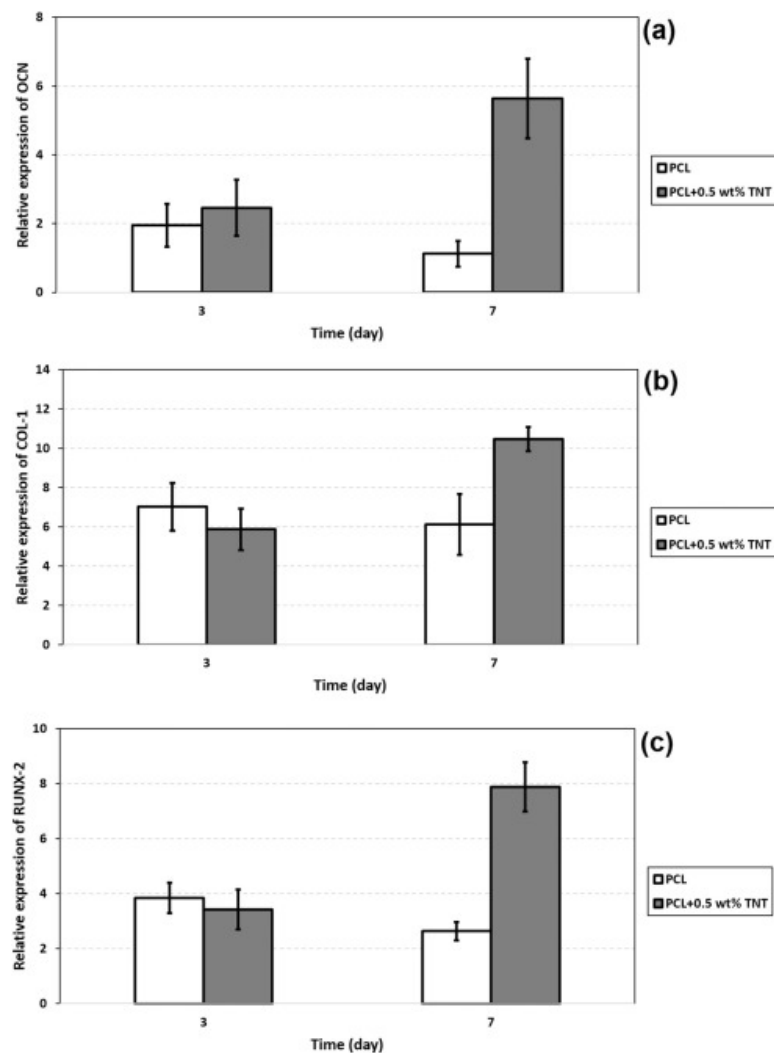 (a)
Relative expression of OCN
8
6
4
2
0
3
7
Time (day)
PCL
PCL+0.5 wt% TNT
(b)
Relative expression of COL-1
14
12
10
8
6
4
2
0
3
7
Time (day)
PCL
PCL+0.5 wt% TNT
(c)
Relative expression of RUNX-2
10
8
6
4
2
0
3
7
Time (day)
PCL
PCL+0.5 wt% TNT